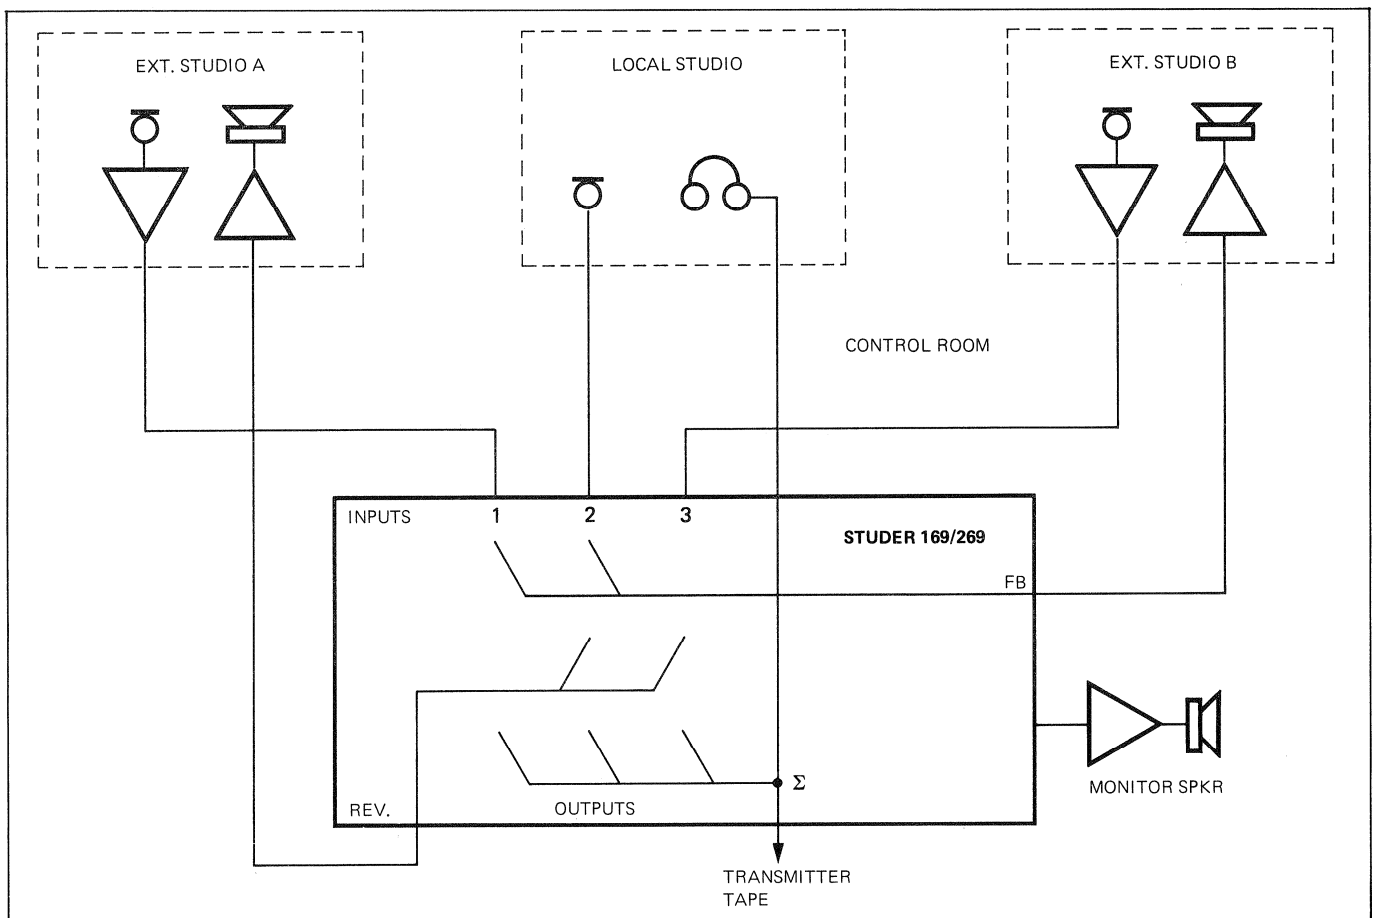 EXT. STUDIO A
LOCAL STUDIO
EXT. STUDIO B
CONTROL ROOM
INPUTS 1 2 3
STUDER 169/269
FB
Σ
MONITOR SPKR
REV. OUTPUTS
TRANSMITTER
TAPE